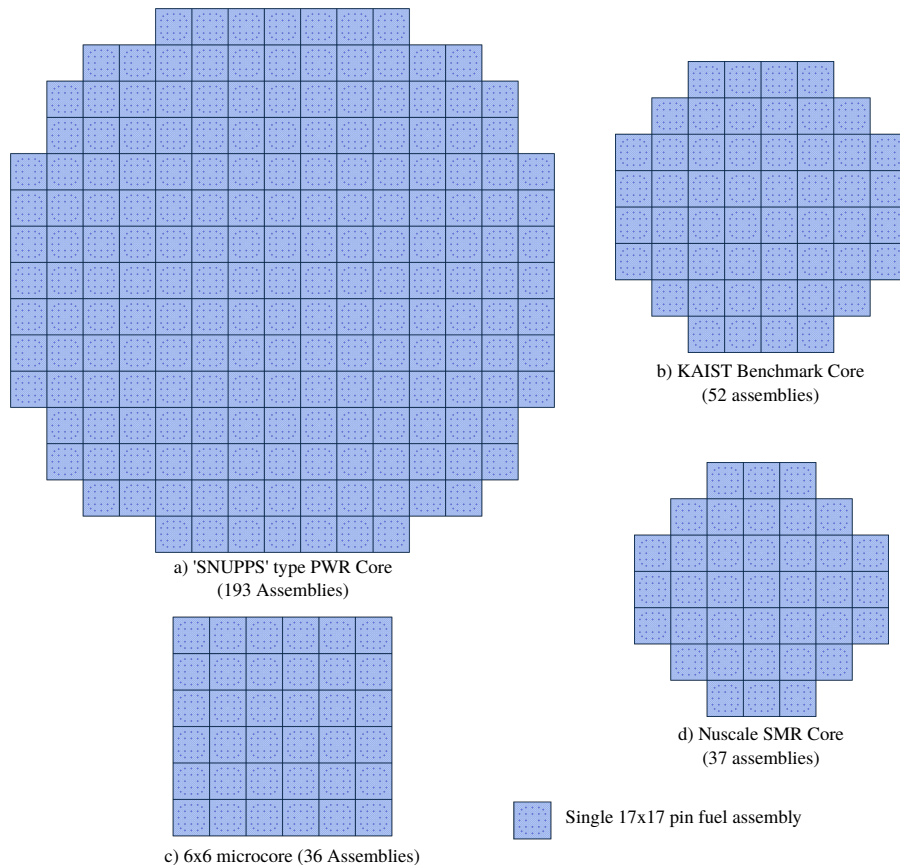 a) 'SNUPPS' type PWR Core
(193 Assemblies)
b) KAIST Benchmark Core
(52 assemblies)
c) 6x6 microcore (36 Assemblies)
d) Nuscale SMR Core
(37 assemblies)
Single 17x17 pin fuel assembly